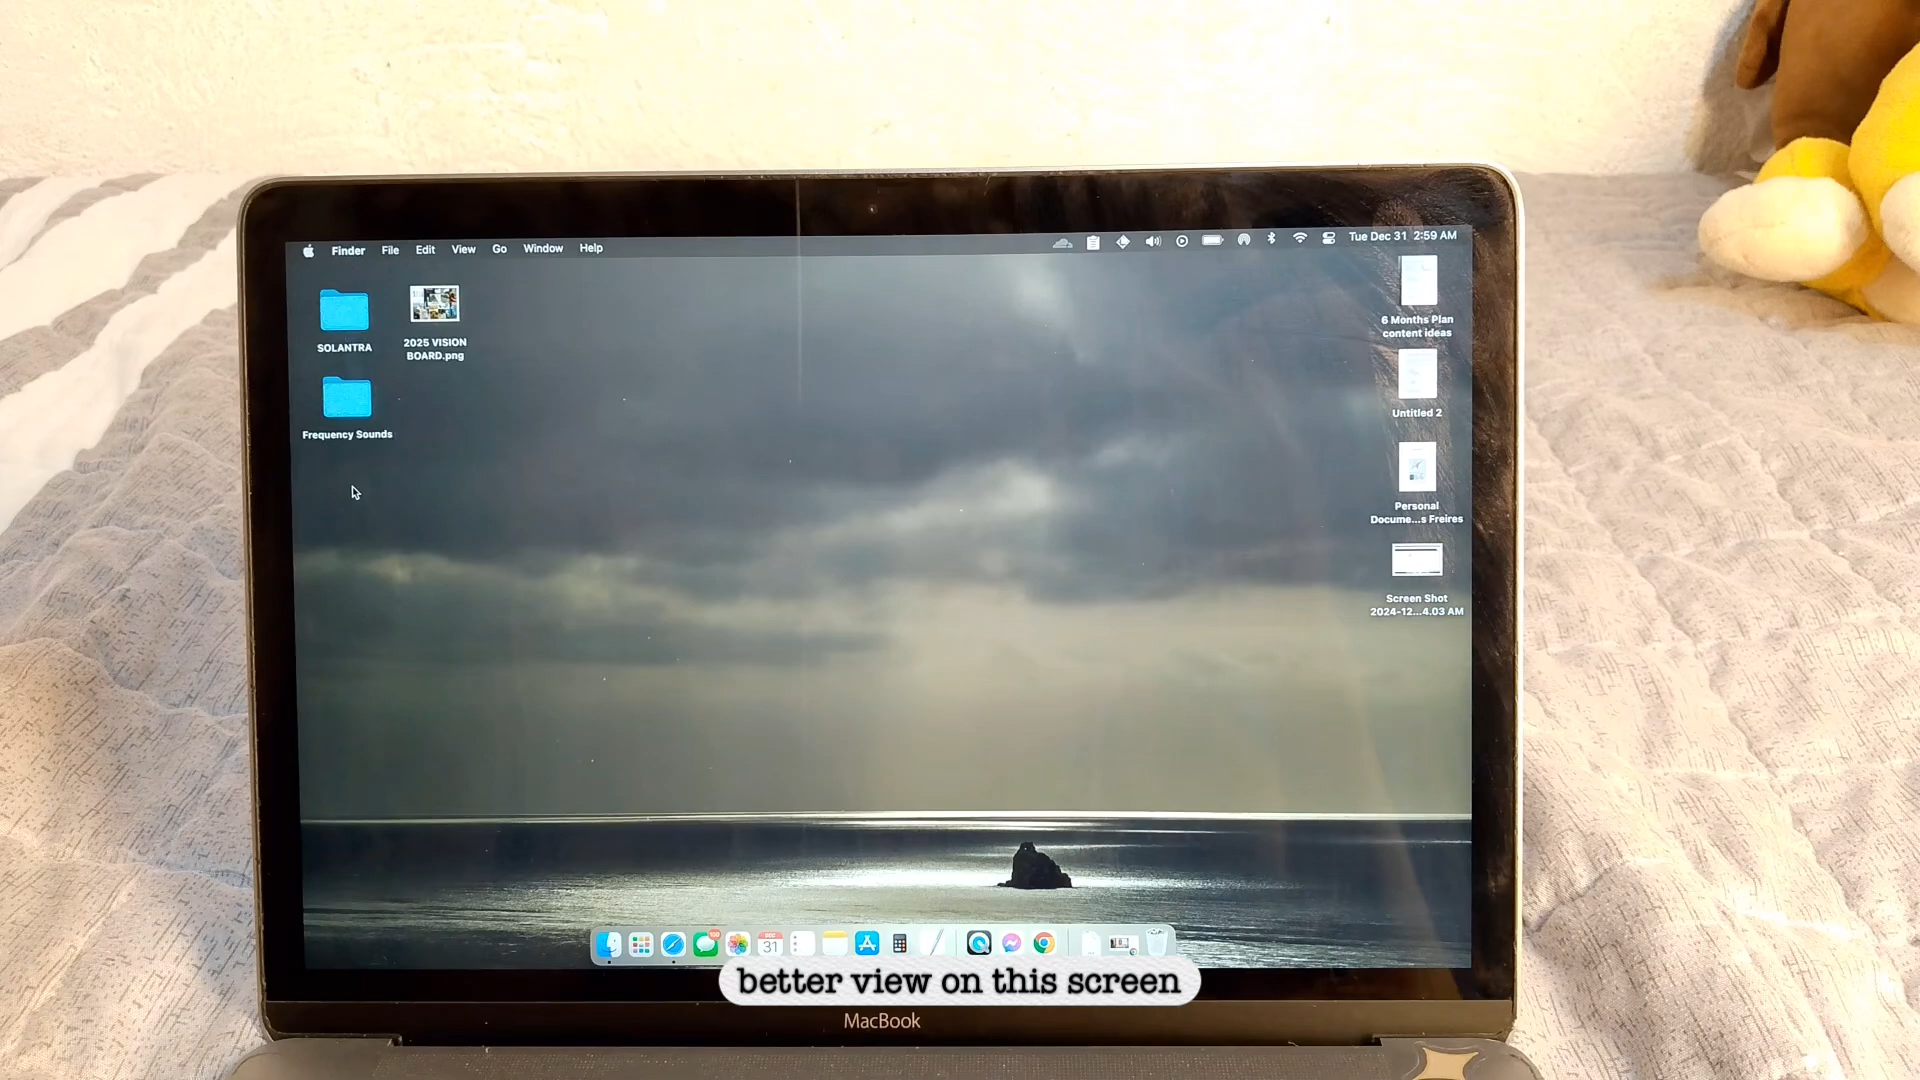 Finder File Edit View Go Window Help
Tue Dec 31 2:59 AM
SOLANTRA
2025 VISION
BOARD.png
Frequency Sounds
6 Months Plan
content ideas
Untitled 2
Personal
Docume...s Freires
Screen Shot
2024-12...4.03 AM
DEC
31
better view on this screen
MacBook